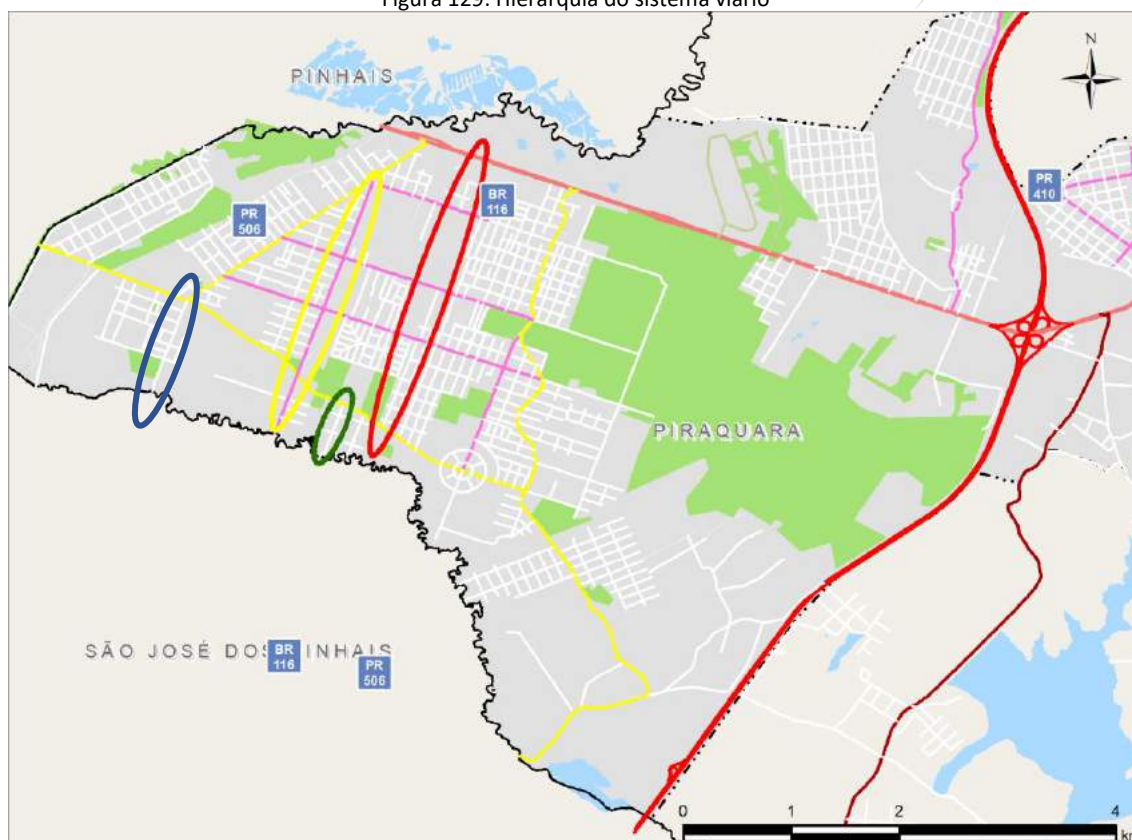 Figura 129: Hierarquia do sistema viário
PINHAIS
N
PR
410
BR
116
PR
506
PIRAQUARA
SÃO JOSÉ DOS
BR
116
INHAIS
PR
506
0 1 2 4
k